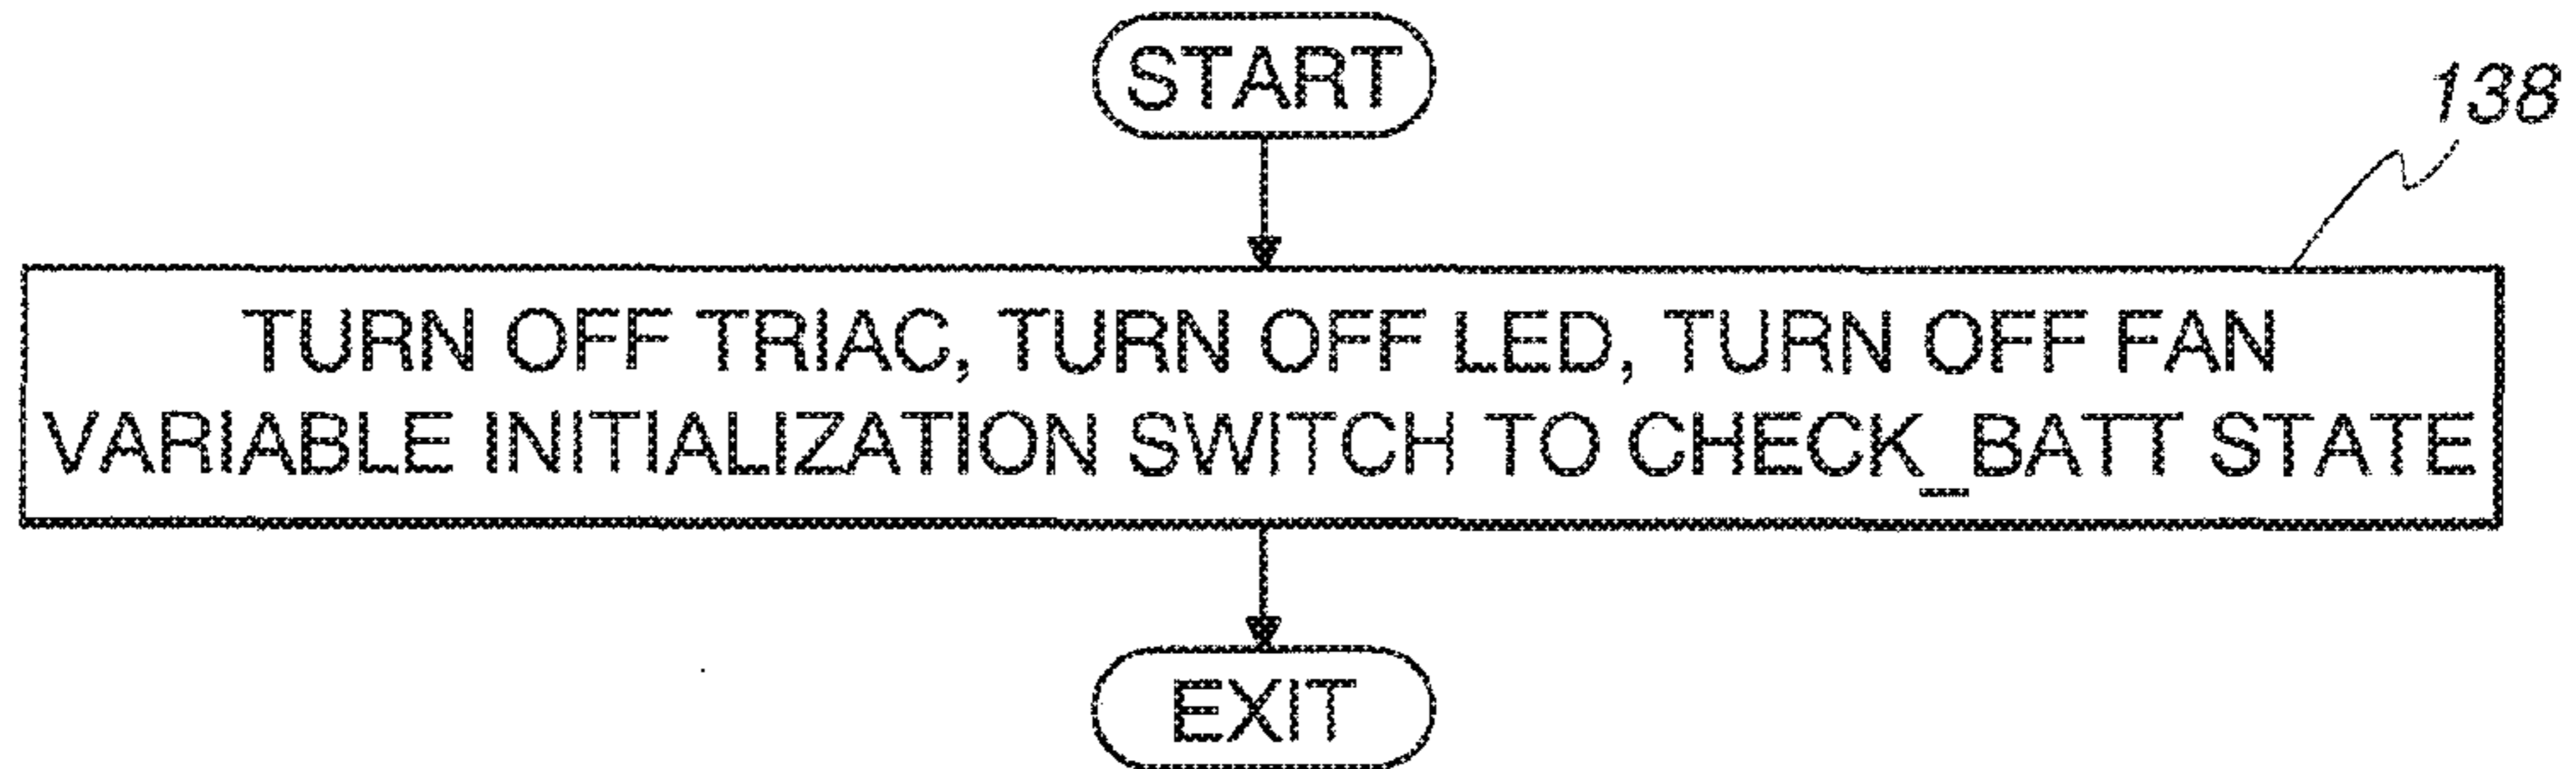 START
138
TURN OFF TRIAC, TURN OFF LED, TURN OFF FAN
VARIABLE INITIALIZATION SWITCH TO CHECK_BATT STATE
EXIT